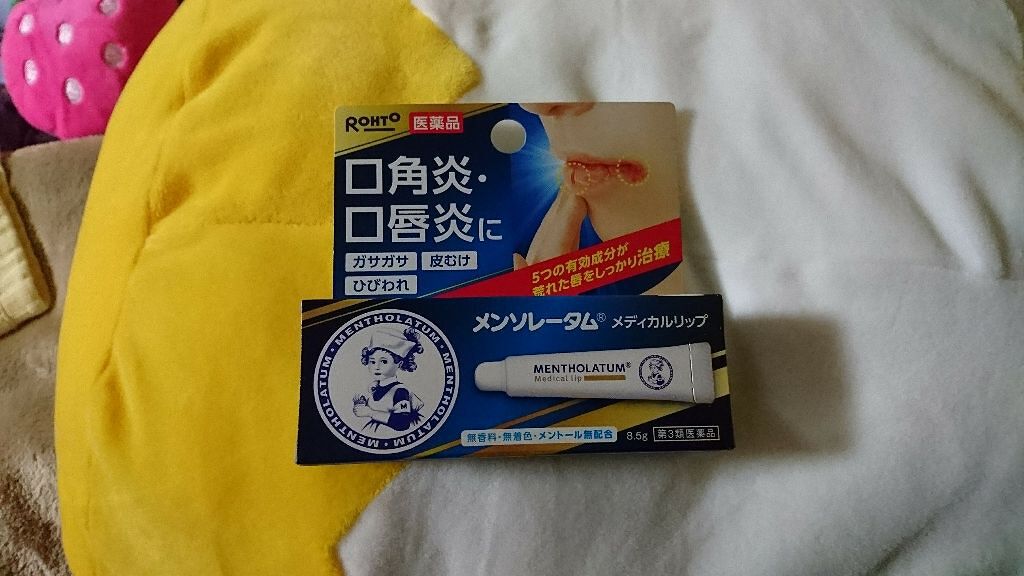 ROHTO 医薬品
口角炎・
口唇炎に
ガサガサ 皮むけ
ひびわれ
5つの有効成分が
荒れた唇をしっかり治療
メンソレータム® メディカルリップ
MENTHOLATUM・MENTHOLATUM・MENTHOLATUM・MENTHOLATUM・
M
MENTHOLATUM®
Medical lip
無香料・無着色・メントール無配合 8.5g 第3類医薬品